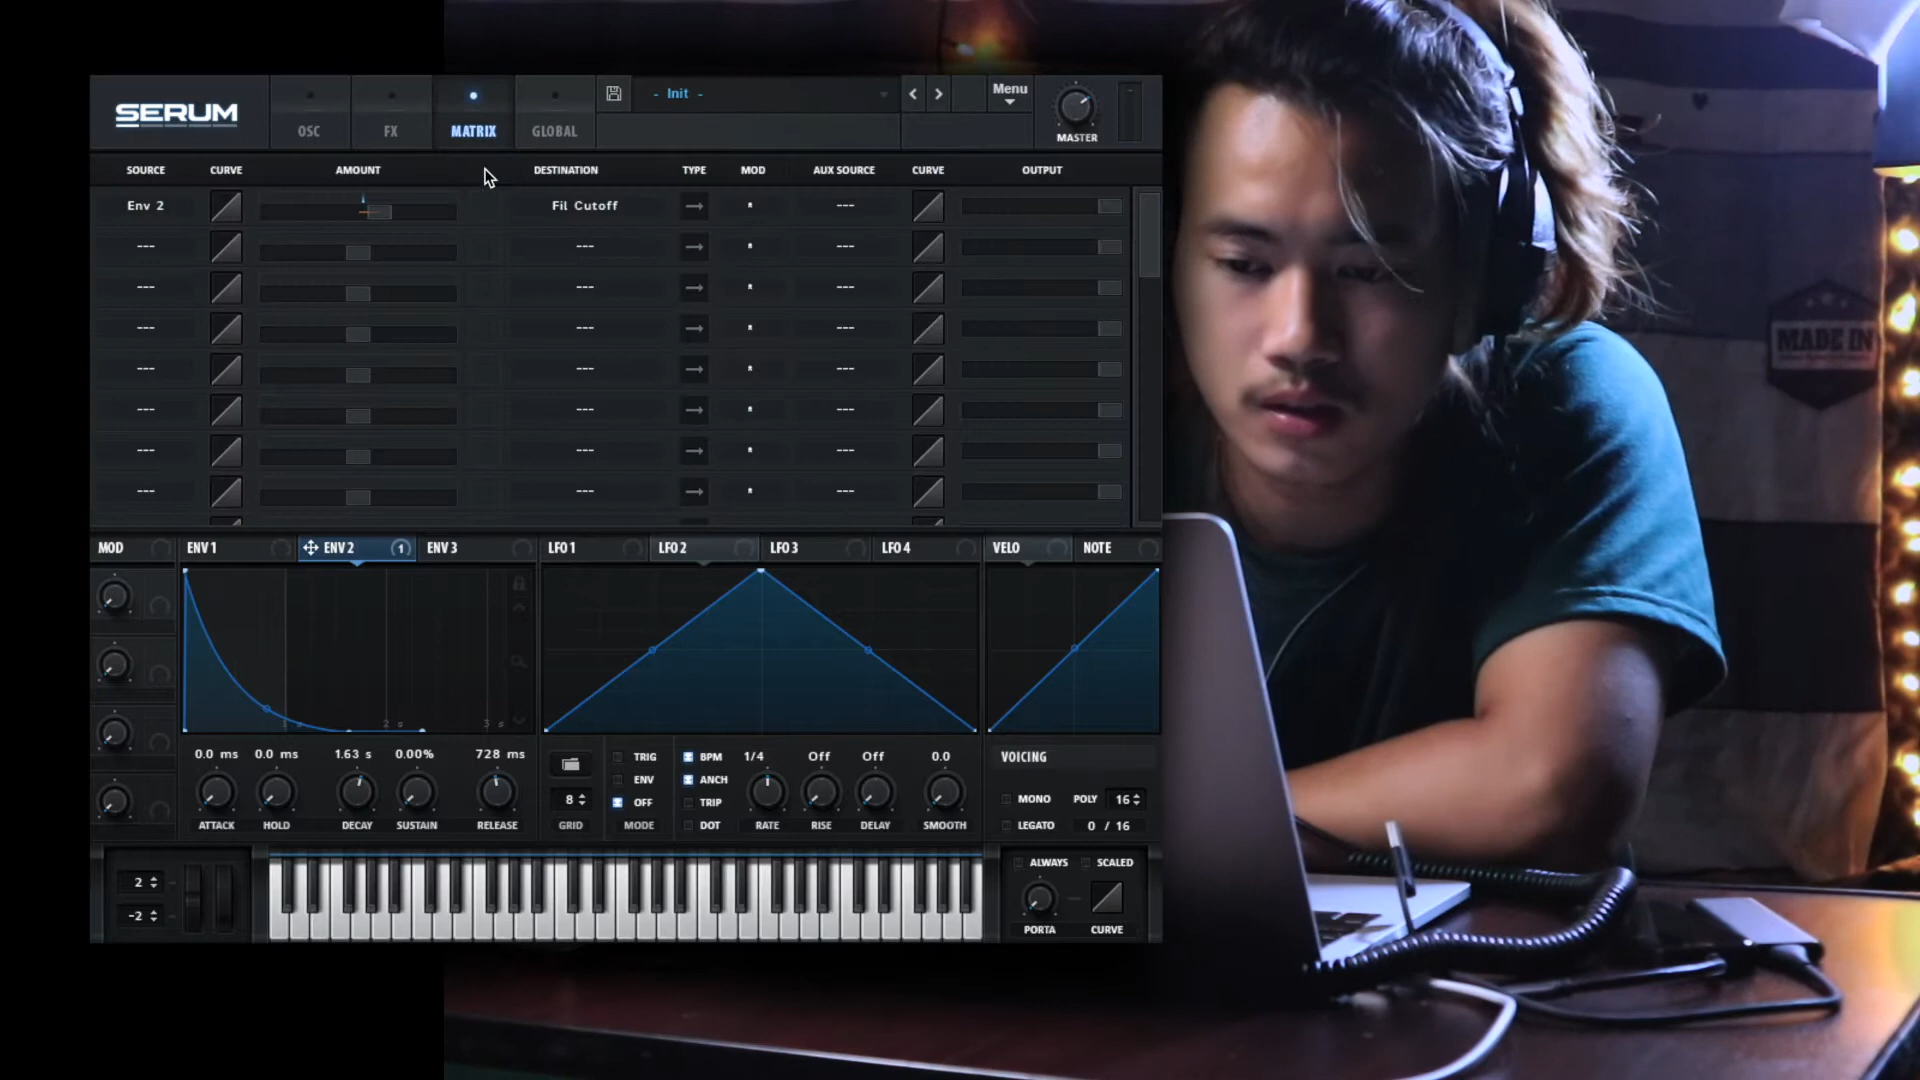 SERUM
OSC FX MATRIX GLOBAL
- Init -
Menu
MASTER
SOURCE CURVE AMOUNT DESTINATION TYPE MOD AUX SOURCE CURVE OUTPUT
Env 2 Fil Cutoff ---
--- --- ---
--- --- ---
--- --- ---
--- --- ---
--- --- ---
--- --- ---
--- --- ---
MOD ENV 1 ENV 2 1 ENV 3 LFO 1 LFO 2 LFO 3 LFO 4 VELO NOTE
1 s 2 s 3 s
0.0 ms 0.0 ms 1.63 s 0.00% 728 ms
ATTACK HOLD DECAY SUSTAIN RELEASE
8
GRID
TRIG
ENV
OFF
MODE
BPM
ANCH
TRIP
DOT
1/4 Off Off 0.0
RATE RISE DELAY SMOOTH
VOICING
MONO POLY 16
LEGATO 0 / 16
2
-2
ALWAYS SCALED
PORTA CURVE
MADE IN